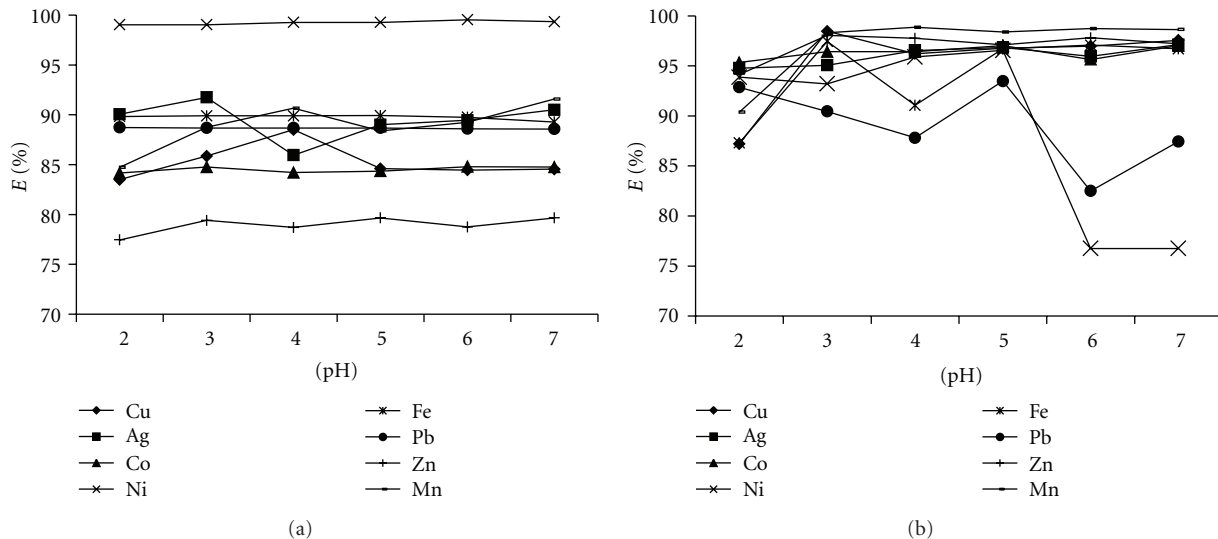 100
95
90
85
80
75
70
E (%)
2 3 4 5 6 7
(pH)
Cu
Ag
Co
Ni
Fe
Pb
Zn
Mn
(a)
100
95
90
85
80
75
70
E (%)
2 3 4 5 6 7
(pH)
Cu
Ag
Co
Ni
Fe
Pb
Zn
Mn
(b)